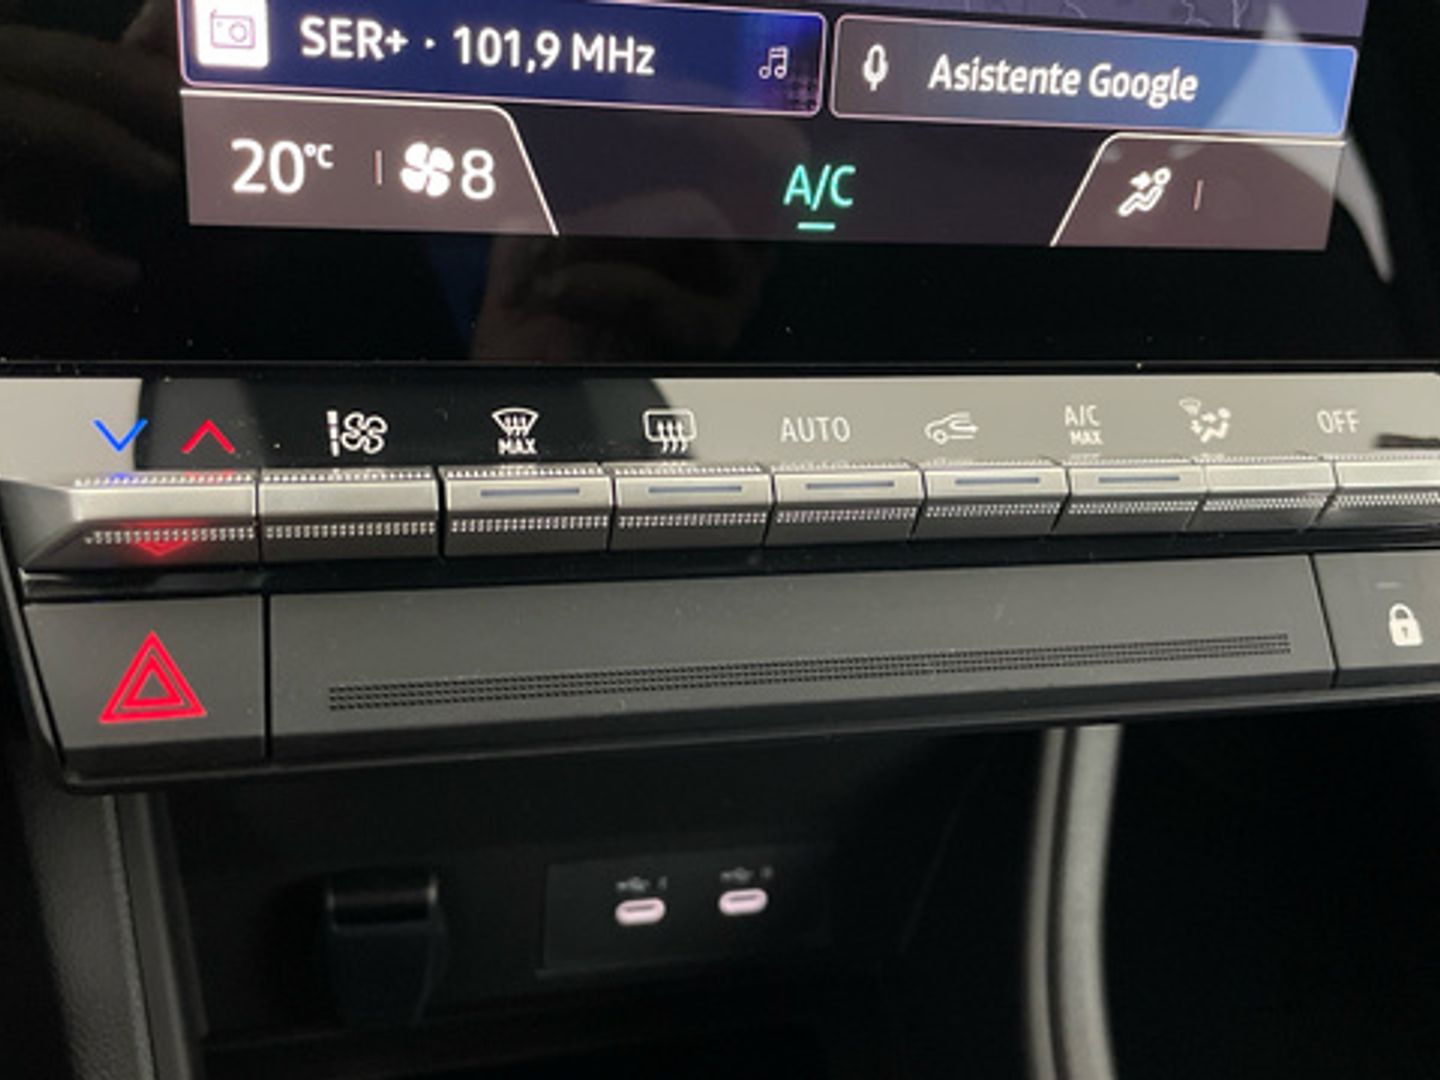 SER+ · 101,9 MHz
Asistente Google
20°C
8
A/C
MAX
AUTO
A/C
MAX
OFF